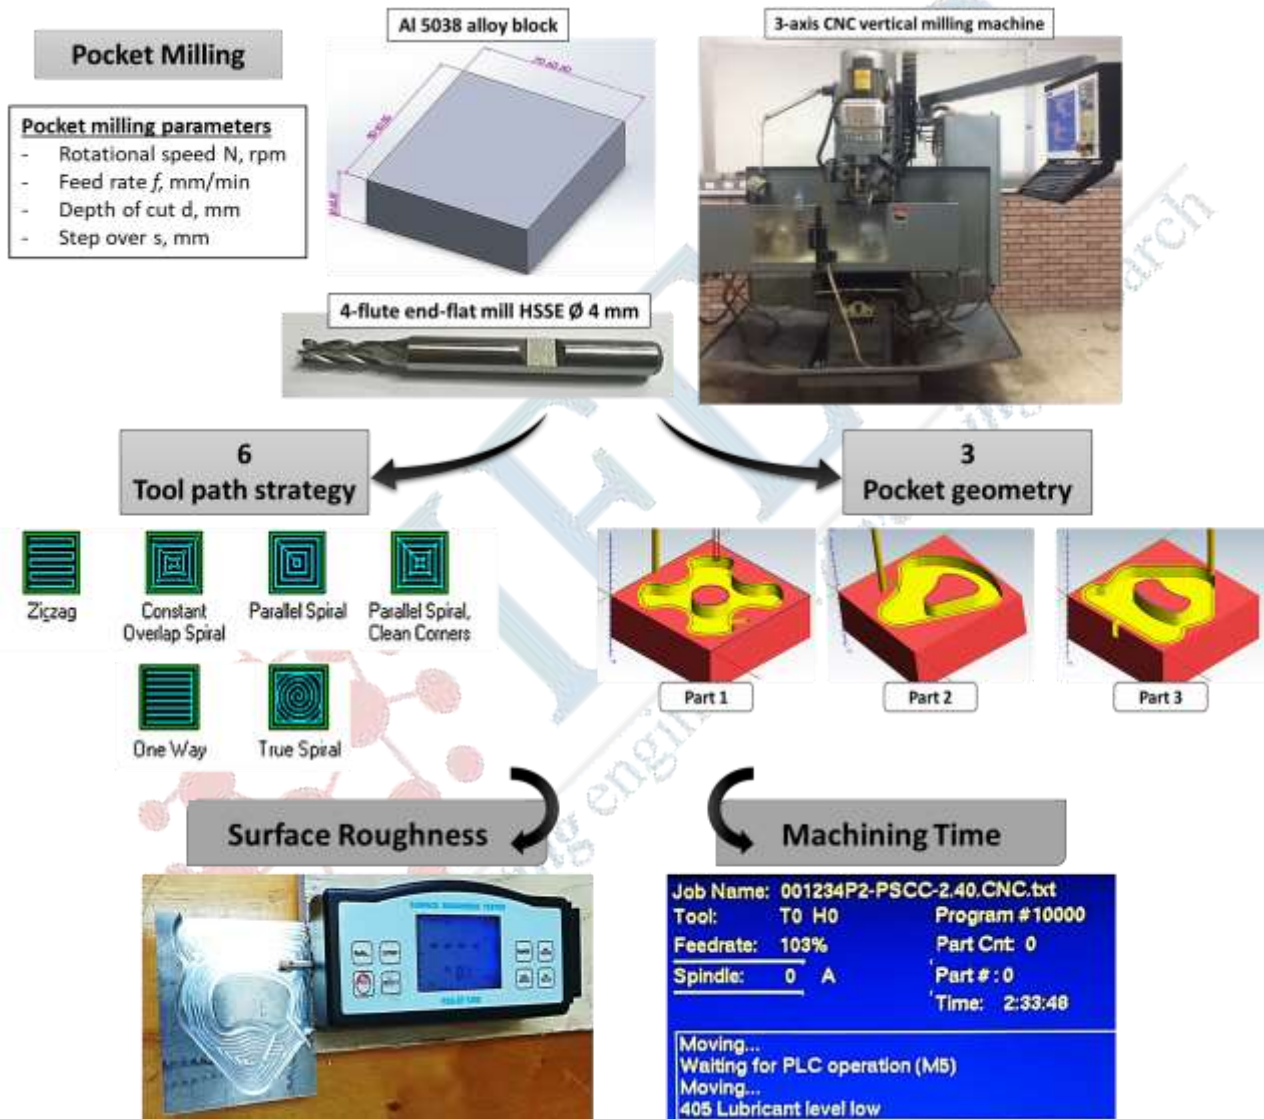 Pocket Milling
Al 5038 alloy block
3-axis CNC vertical milling machine
Pocket milling parameters
- Rotational speed N, rpm
- Feed rate f, mm/min
- Depth of cut d, mm
- Step over s, mm
4-flute end-flat mill HSSE Ø 4 mm
6
Tool path strategy
3
Pocket geometry
Zigzag
Constant
Overlap Spiral
Parallel Spiral
Parallel Spiral,
Clean Corners
One Way
True Spiral
Part 1
Part 2
Part 3
Surface Roughness
Machining Time
SURFACE ROUGHNESS TESTER
Job Name: 001234P2-PSCC-2.40.CNC.txt
Tool: T0 H0 Program #10000
Feedrate: 103% Part Cnt: 0
Spindle: 0 A Part # : 0
Time: 2:33:48
Moving...
Waiting for PLC operation (M5)
Moving...
405 Lubricant level low